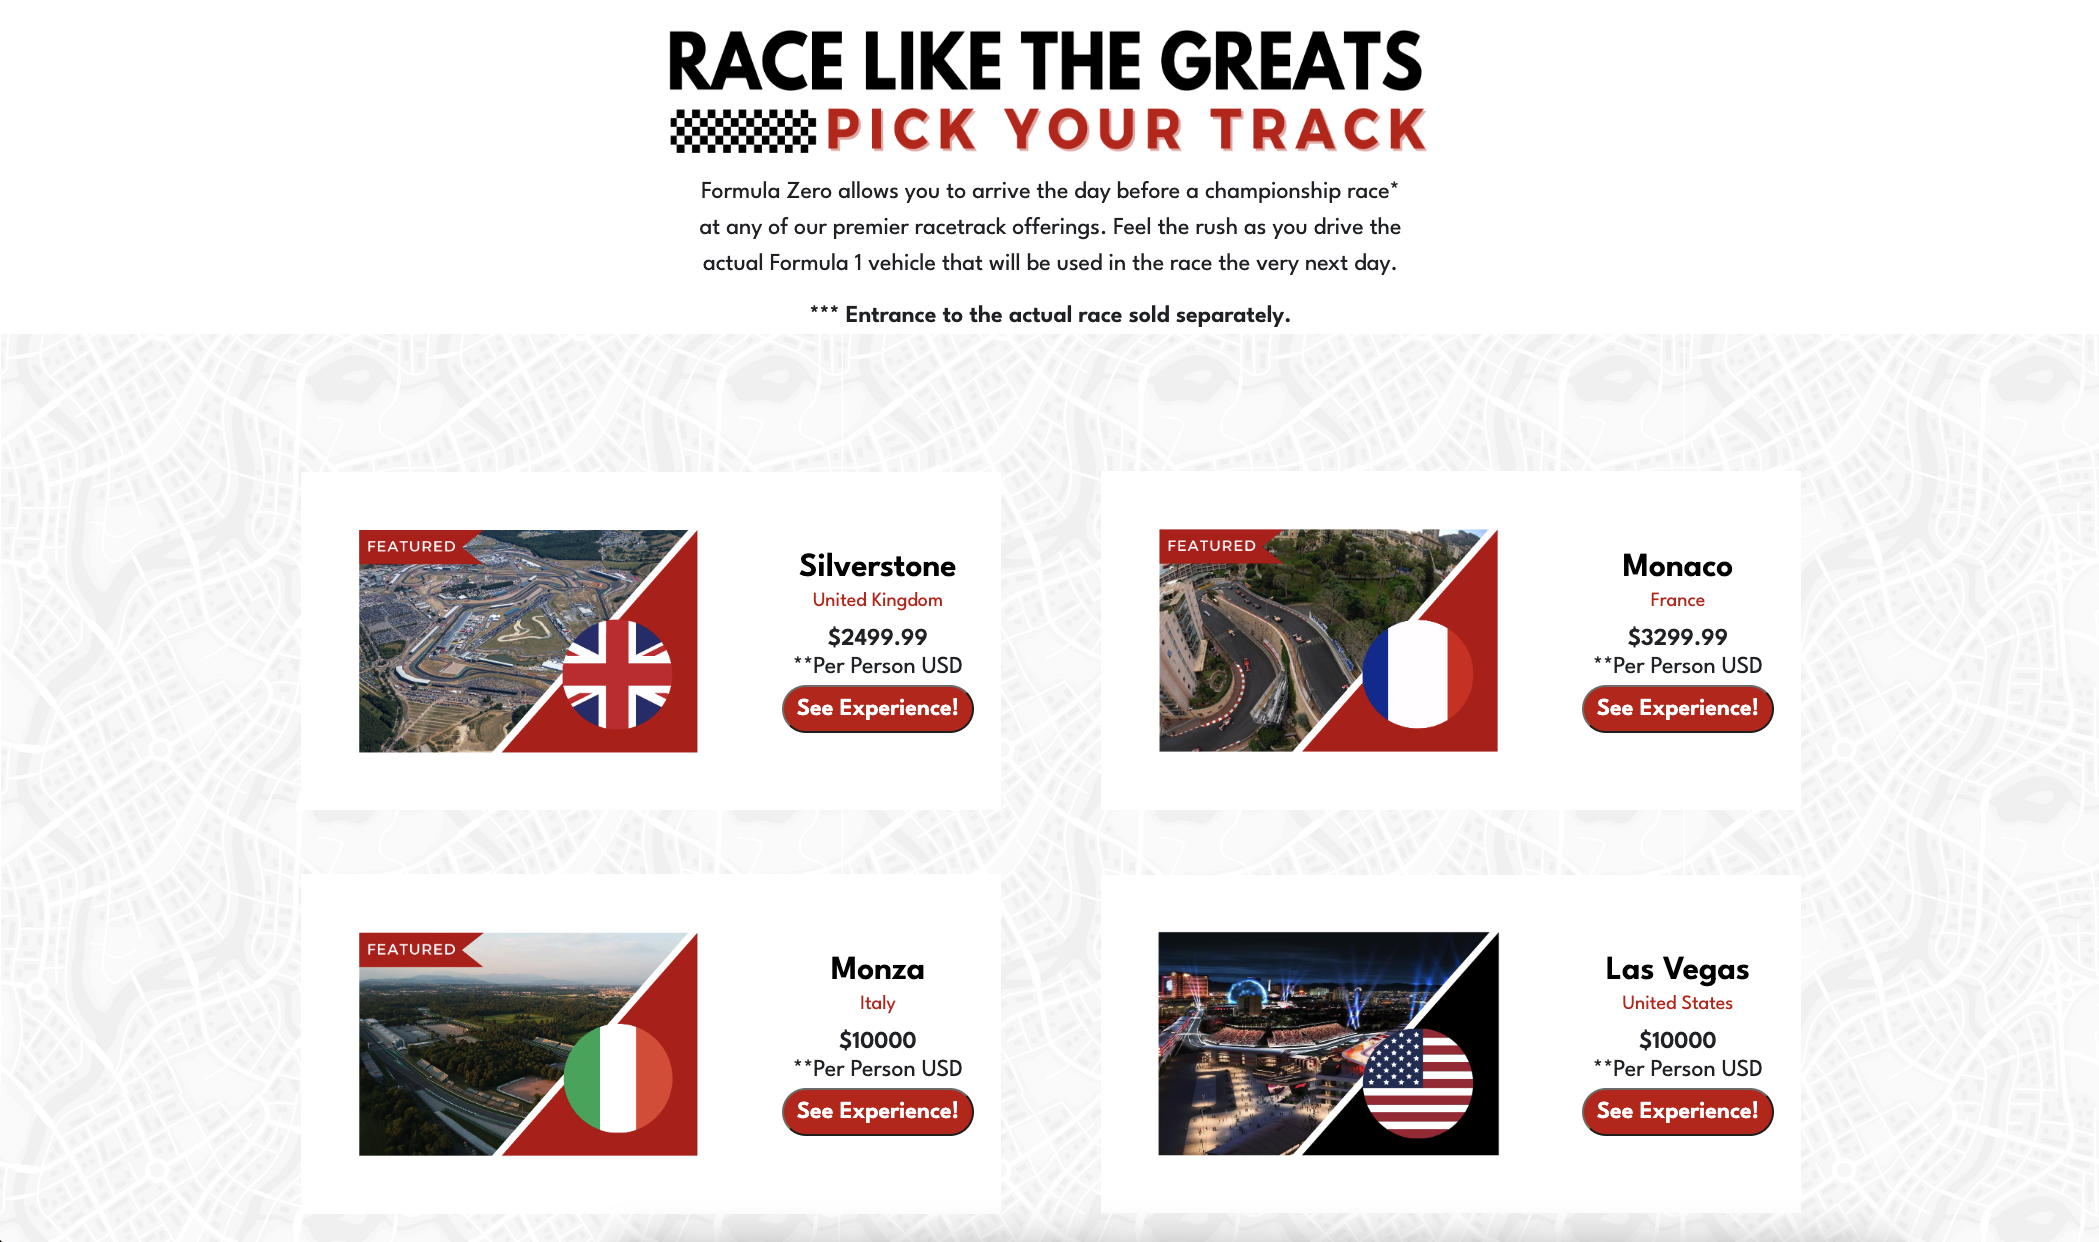 RACE LIKE THE GREATS
PICK YOUR TRACK
Formula Zero allows you to arrive the day before a championship race*
at any of our premier racetrack offerings. Feel the rush as you drive the
actual Formula 1 vehicle that will be used in the race the very next day.
*** Entrance to the actual race sold separately.
FEATURED
Silverstone
United Kingdom
$2499.99
**Per Person USD
See Experience!
FEATURED
Monaco
France
$3299.99
**Per Person USD
See Experience!
FEATURED
Monza
Italy
$10000
**Per Person USD
See Experience!
Las Vegas
United States
$10000
**Per Person USD
See Experience!